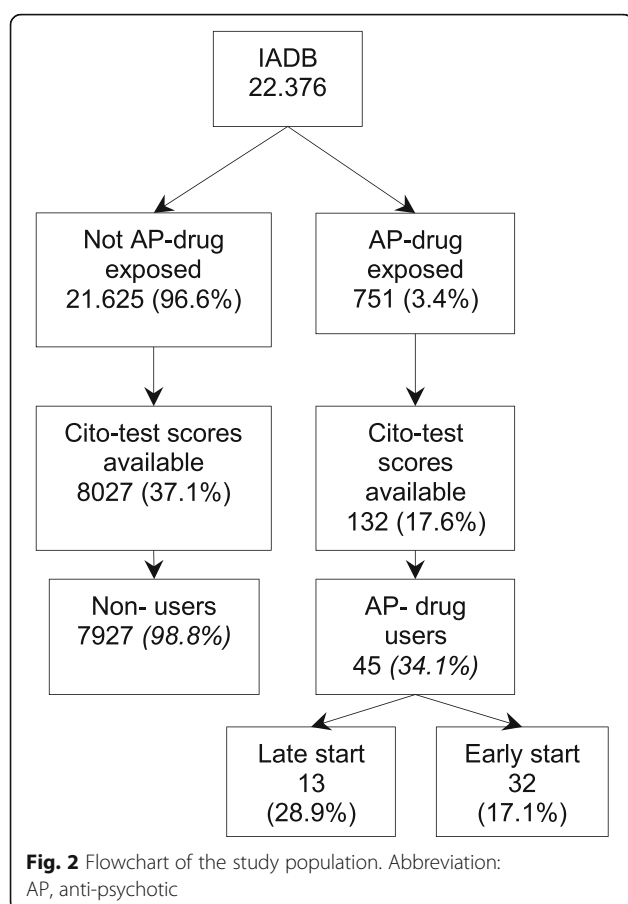 IADB
22.376
Not AP-drug
exposed
21.625 (96.6%)
AP-drug
exposed
751 (3.4%)
Cito-test scores
available
8027 (37.1%)
Cito-test
scores
available
132 (17.6%)
Non- users
7927 (98.8%)
AP- drug
users
45 (34.1%)
Late start
13
(28.9%)
Early start
32
(17.1%)
Fig. 2 Flowchart of the study population. Abbreviation:
AP, anti-psychotic